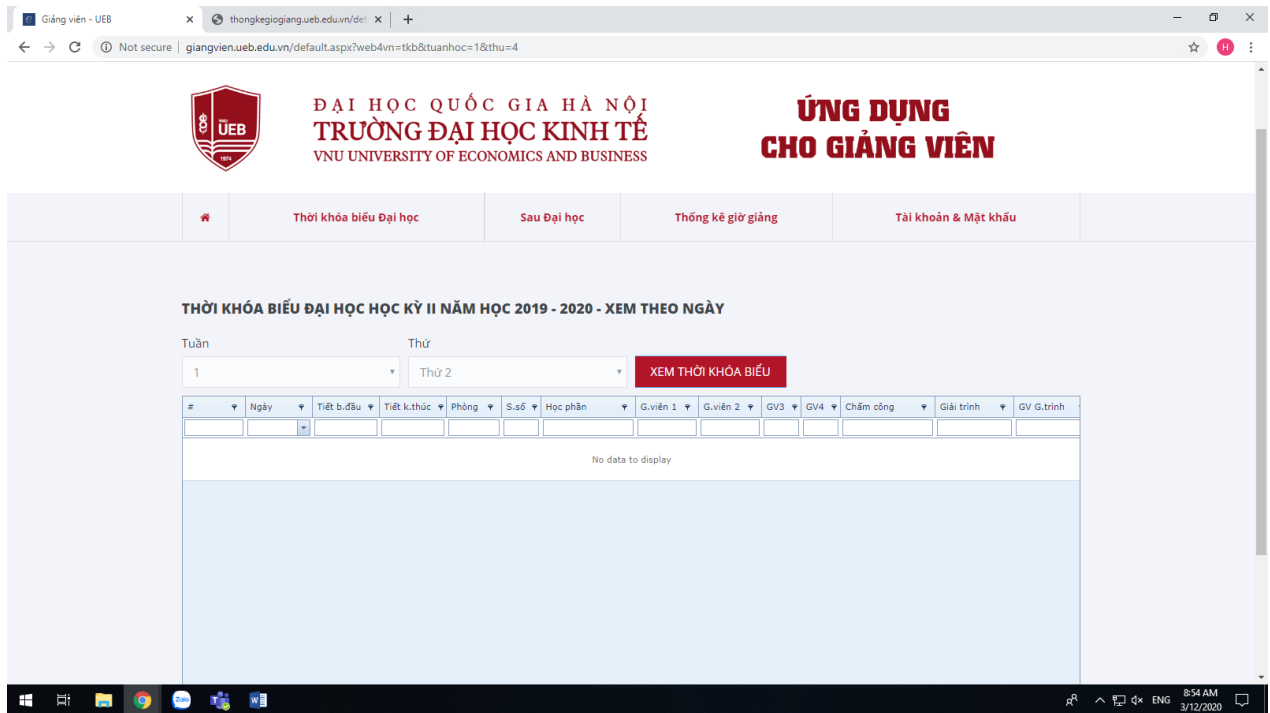 Giảng viên - UEB
thongkegiogiang.ueb.edu.vn/def
Not secure | giangvien.ueb.edu.vn/default.aspx?web4vn=tkb&tuanhoc=1&thu=4
H
VNU
UEB
1974
ĐẠI HỌC QUỐC GIA HÀ NỘI
TRƯỜNG ĐẠI HỌC KINH TẾ
VNU UNIVERSITY OF ECONOMICS AND BUSINESS
ỨNG DỤNG
CHO GIẢNG VIÊN
Thời khóa biểu Đại học Sau Đại học Thống kê giờ giảng Tài khoản & Mật khẩu
THỜI KHÓA BIỂU ĐẠI HỌC HỌC KỲ II NĂM HỌC 2019 - 2020 - XEM THEO NGÀY
Tuần Thứ
1 Thứ 2 XEM THỜI KHÓA BIỂU
# Ngày Tiết b.đầu Tiết k.thúc Phòng S.số Học phần G.viên 1 G.viên 2 GV3 GV4 Chấm công Giải trình GV G.trình
No data to display
Zalo
ENG
8:54 AM
3/12/2020